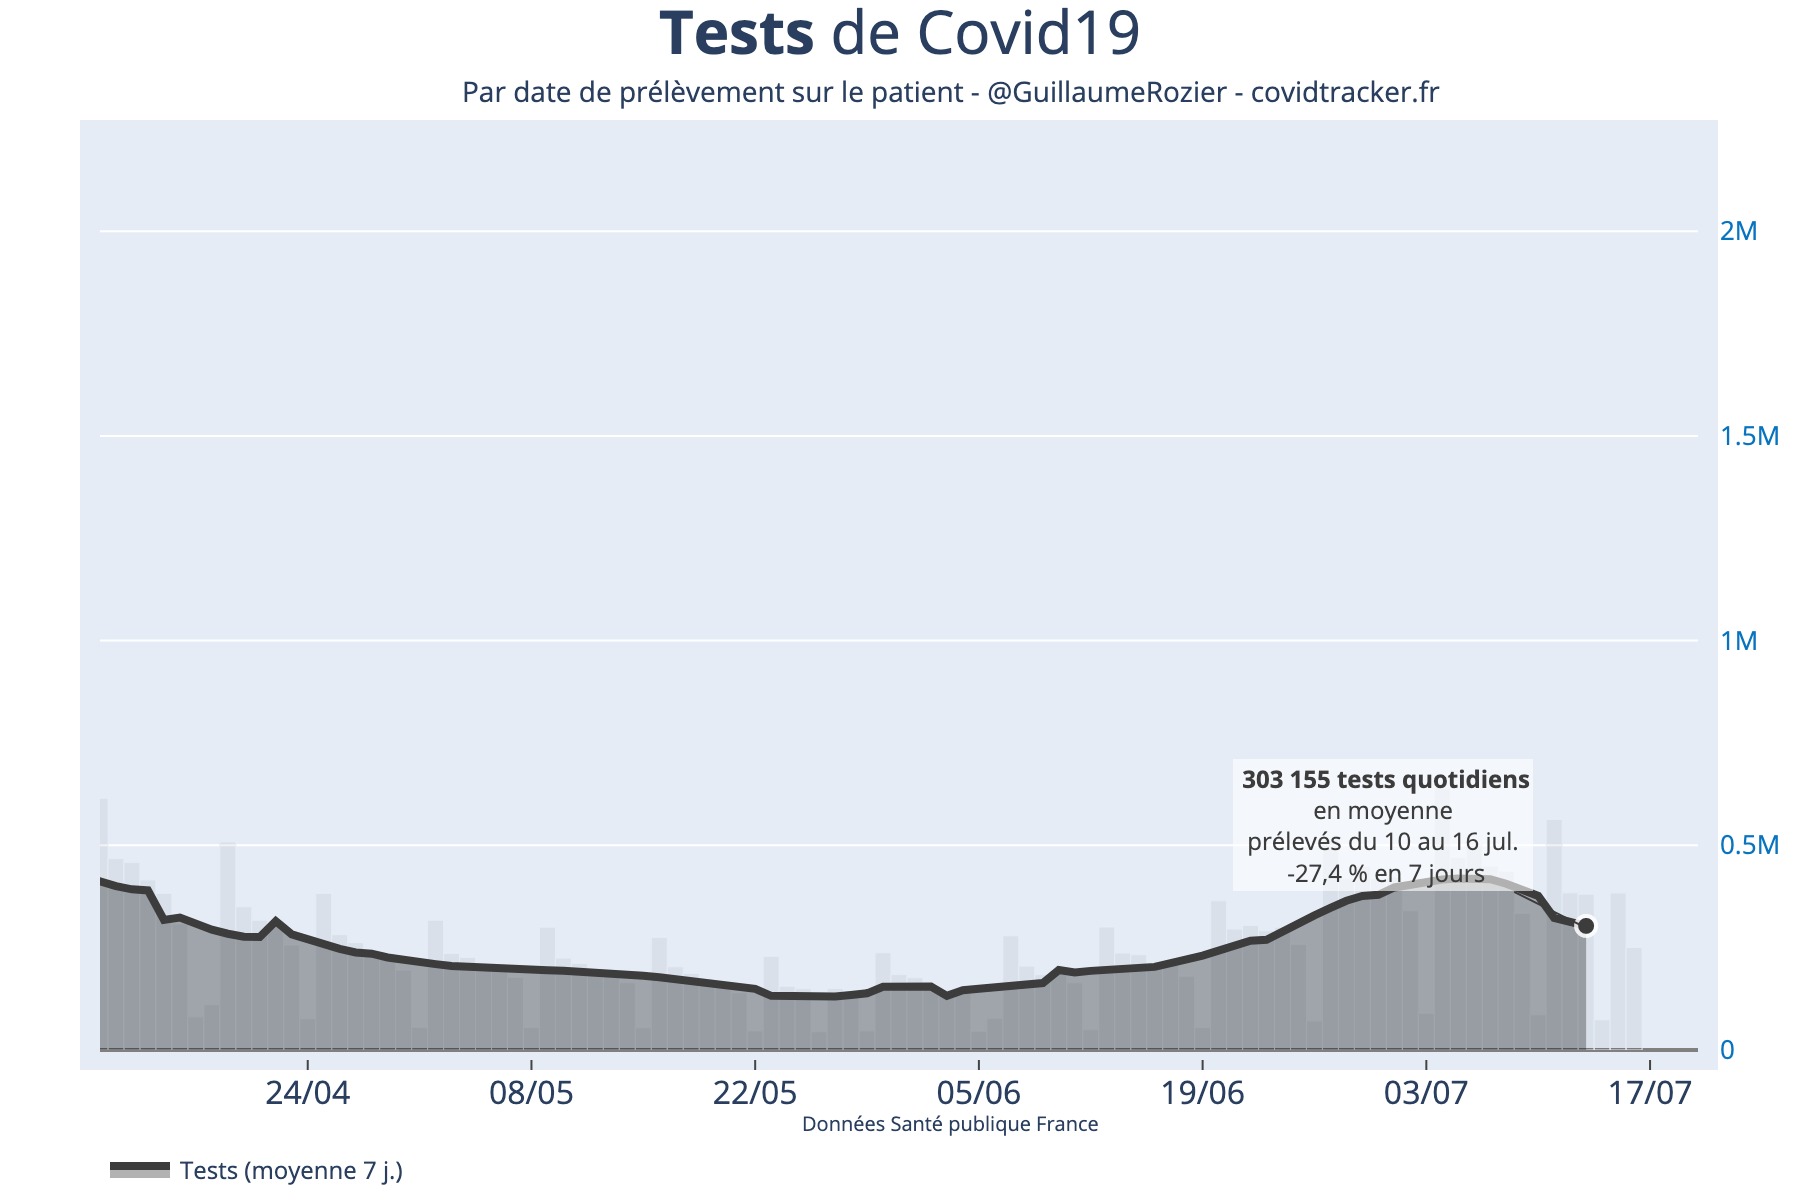 Tests de Covid19
Par date de prélèvement sur le patient - @GuillaumeRozier - covidtracker.fr
2M
1.5M
1M
303 155 tests quotidiens
en moyenne
prélevés du 10 au 16 jul.
-27,4 % en 7 jours
0.5M
0
24/04 08/05 22/05 05/06 19/06 03/07 17/07
Données Santé publique France
Tests (moyenne 7 j.)